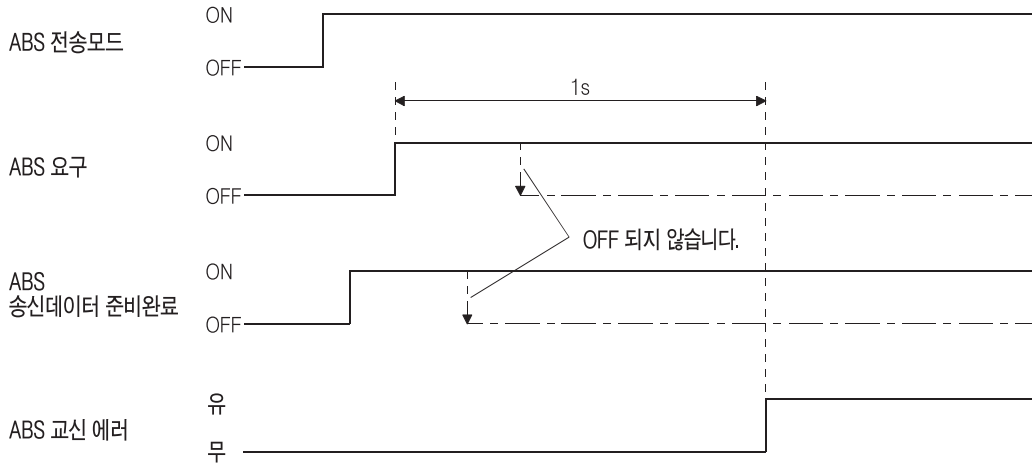 ON
ABS 전송모드
OFF
1s
ON
ABS 요구
OFF
OFF 되지 않습니다.
ON
ABS
송신데이터 준비완료
OFF
유
ABS 교신 에러
무